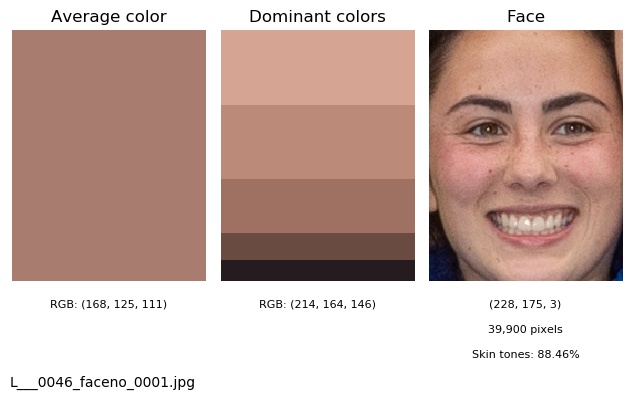 Average color
Dominant colors
Face
RGB: (168, 125, 111)
RGB: (214, 164, 146)
(228, 175, 3)
39,900 pixels
Skin tones: 88.46%
L___0046_faceno_0001.jpg